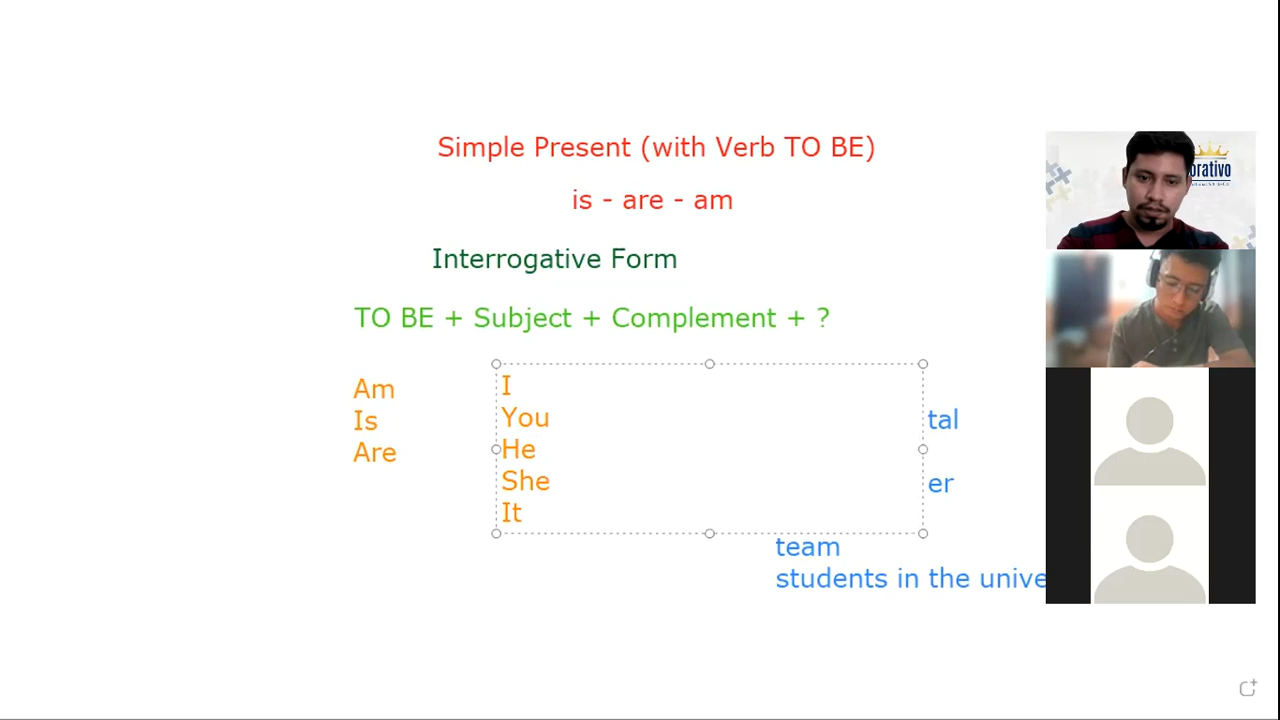 Simple Present (with Verb TO BE)
is - are - am
Interrogative Form
TO BE + Subject + Complement + ?
Am
Is
Are
I
You
He
She
It
tal
er
team
students in the unive
orativo